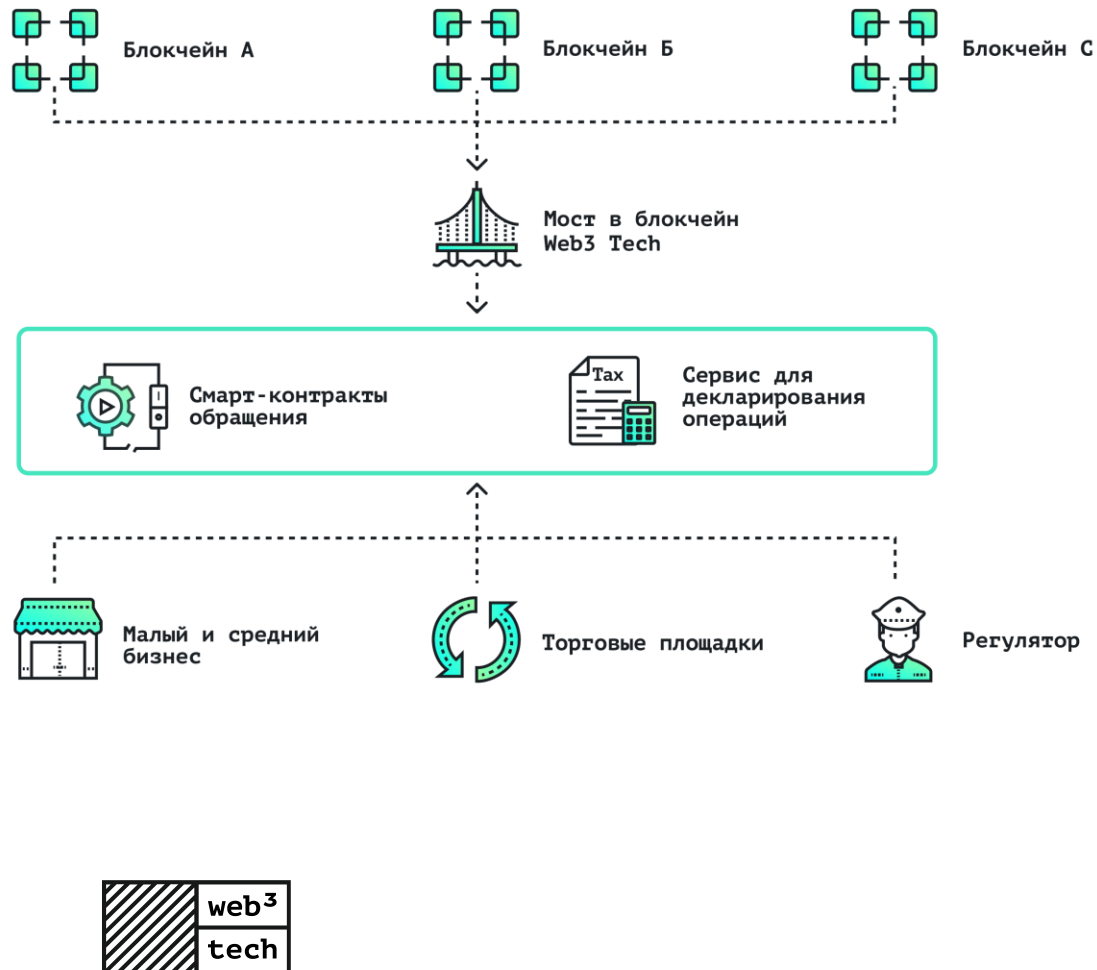 Блокчейн А
Блокчейн Б
Блокчейн С
Мост в блокчейн
Web3 Tech
Смарт-контракты
обращения
Tax
Сервис для
декларирования
операций
Малый и средний
бизнес
Торговые площадки
Регулятор
web³
tech